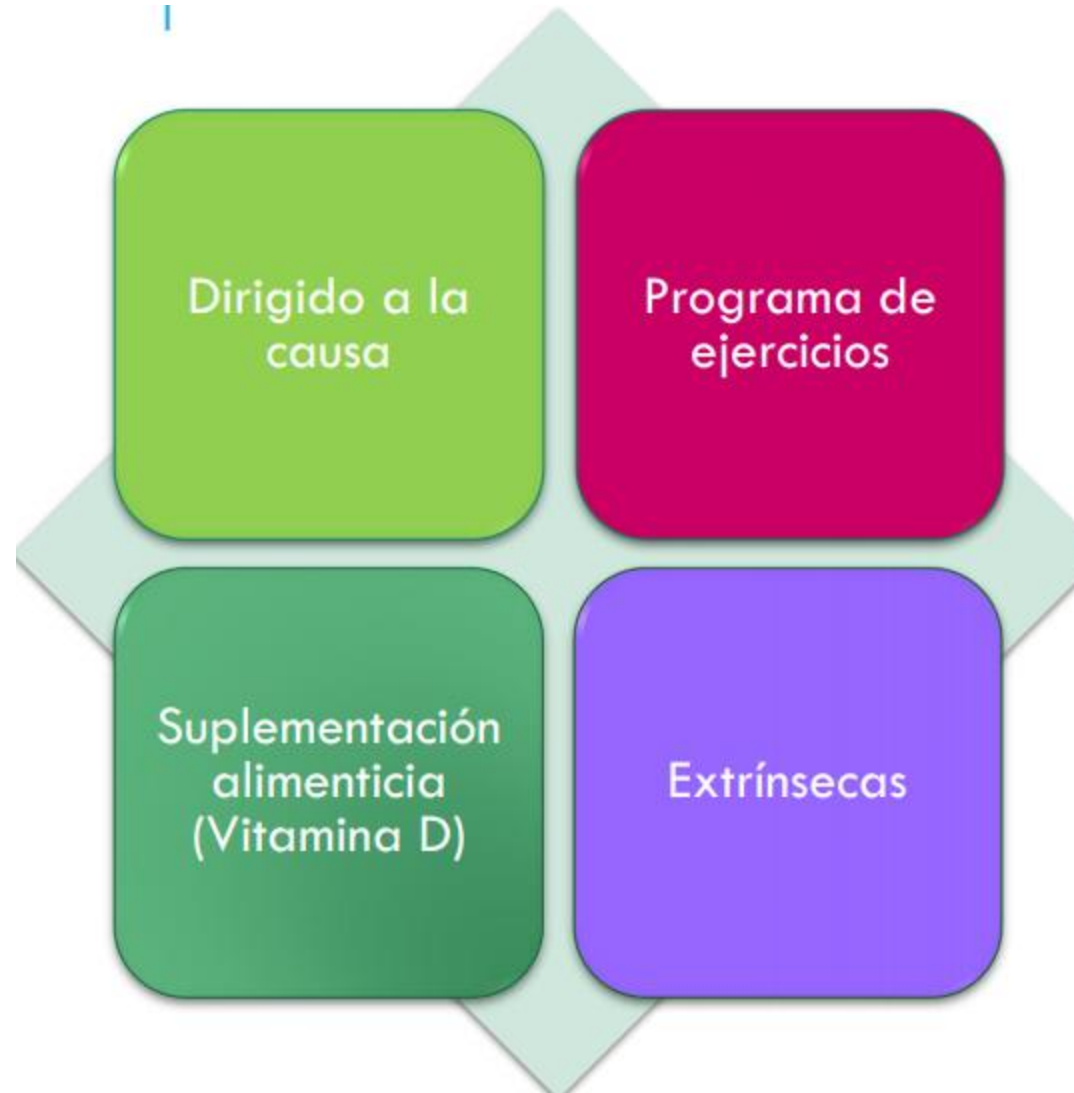 Dirigido a la
causa
Programa de
ejercicios
Suplementación
alimenticia
(Vitamina D)
Extrínsecas